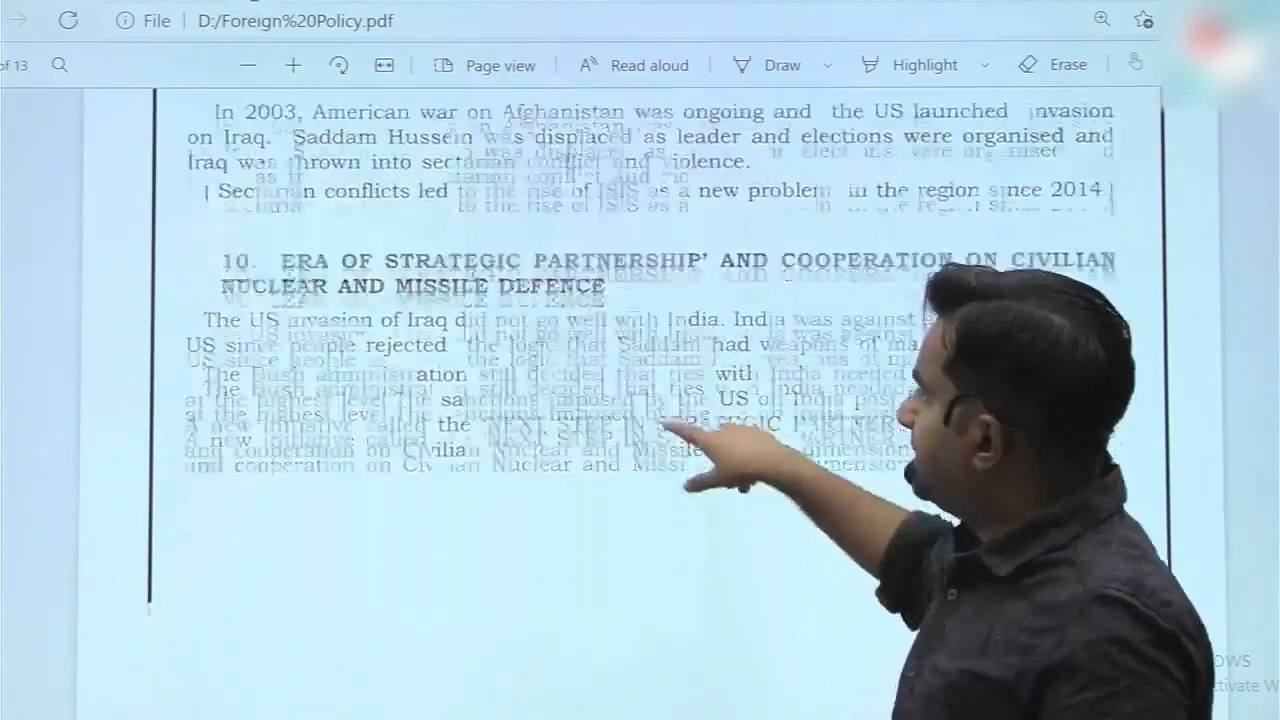 File | D:/Foreign%20Policy.pdf
of 13
Page view
Read aloud
Draw
Highlight
Erase
In 2003, American war on Afghanistan was ongoing and the US launched invasion
on Iraq. Saddam Hussein was displaced as leader and elections were organised and
Iraq was thrown into sectarian conflict and violence.
[ Sectarian conflicts led to the rise of ISIS as a new problem in the region since 2014 ]
10. ERA OF STRATEGIC PARTNERSHIP' AND COOPERATION ON CIVILIAN
NUCLEAR AND MISSILE DEFENCE
The US invasion of Iraq did not go well with India. India was against
US since people rejected the logic that Saddam had weapons of
The Bush administration still decided that ties with India needed
at the highest level the sanctions imposed by the US on India
A new initiative called the NEXT STEP IN STRATEGIC
and cooperation on Civilian Nuclear and Missile